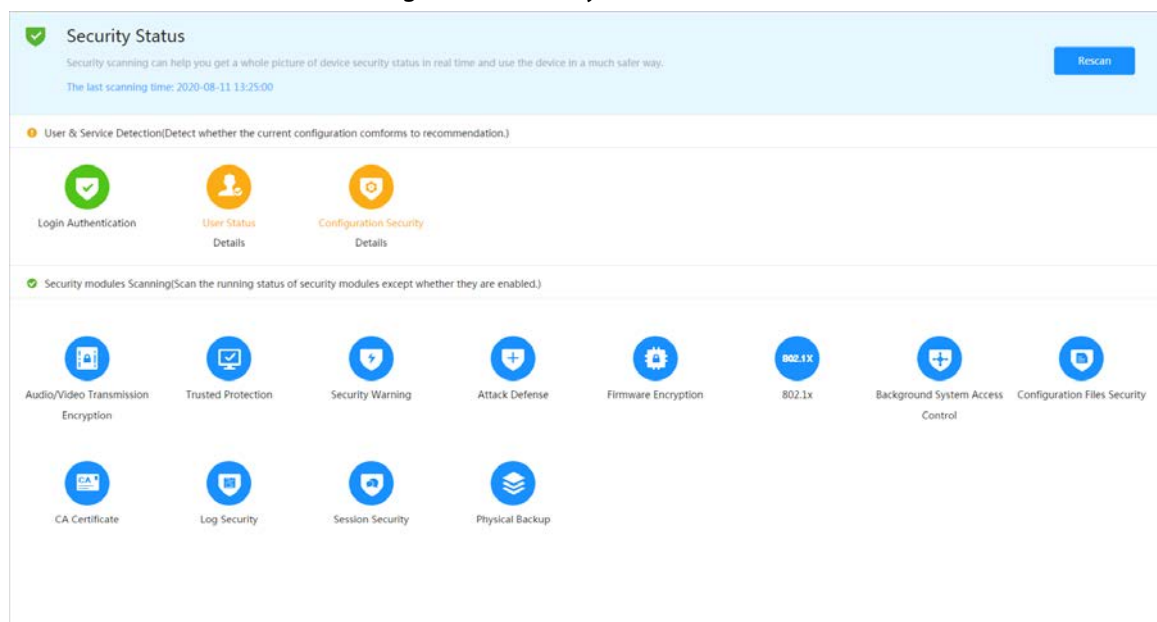 Security Status
Security scanning can help you get a whole picture of device security status in real time and use the device in a much safer way.
Rescan
The last scanning time: 2020-08-11 13:25:00
User & Service Detection(Detect whether the current configuration comforms to recommendation.)
Login Authentication
User Status
Details
Configuration Security
Details
Security modules Scanning(Scan the running status of security modules except whether they are enabled.)
Audio/Video Transmission
Encryption
Trusted Protection
Security Warning
Attack Defense
Firmware Encryption
802.1X
802.1x
Background System Access
Control
Configuration Files Security
CA
CA Certificate
Log Security
Session Security
Physical Backup